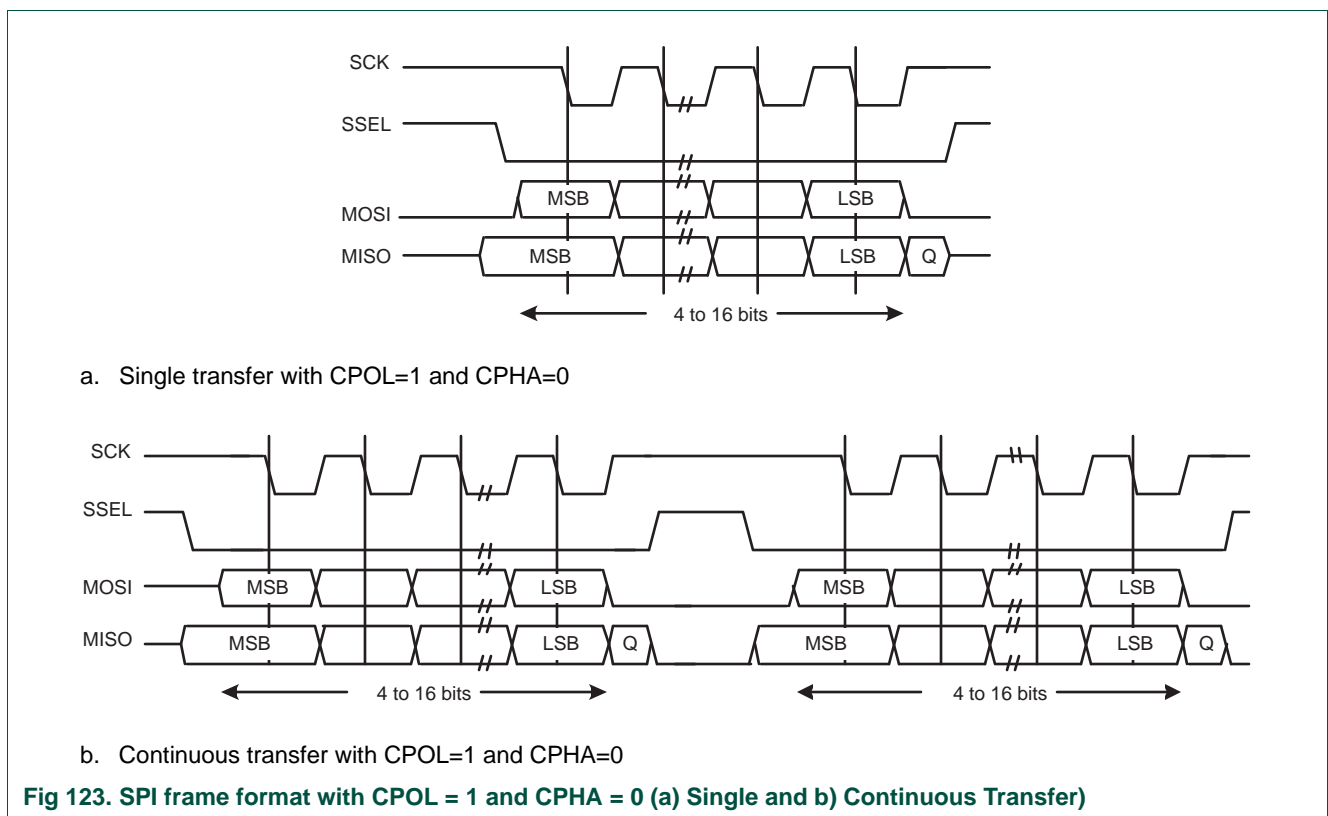 SCK
SSEL
MSB LSB
MOSI
MISO MSB LSB Q
4 to 16 bits
a. Single transfer with CPOL=1 and CPHA=0
SCK
SSEL
MOSI MSB LSB MSB LSB
MISO MSB LSB Q MSB LSB Q
4 to 16 bits 4 to 16 bits
b. Continuous transfer with CPOL=1 and CPHA=0
Fig 123. SPI frame format with CPOL = 1 and CPHA = 0 (a) Single and b) Continuous Transfer)